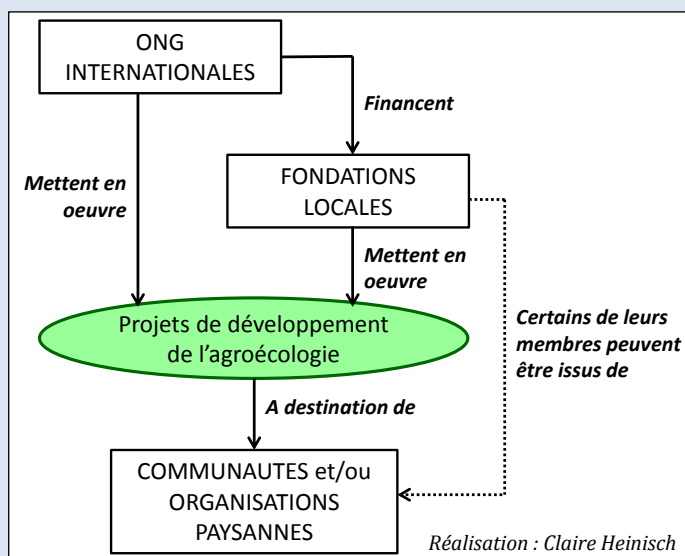 ONG
INTERNATIONALES
Financent
Mettent en
oeuvre
FONDATIONS
LOCALES
Mettent en
oeuvre
Projets de développement
de l'agroécologie
Certains de leurs
membres peuvent
être issus de
A destination de
COMMUNAUTES et/ou
ORGANISATIONS
PAYSANNES
Réalisation : Claire Heinisch